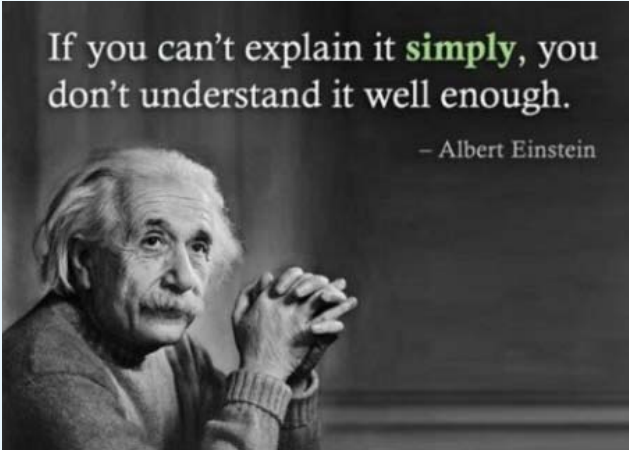 If you can’t explain it simply, you
don’t understand it well enough.
– Albert Einstein